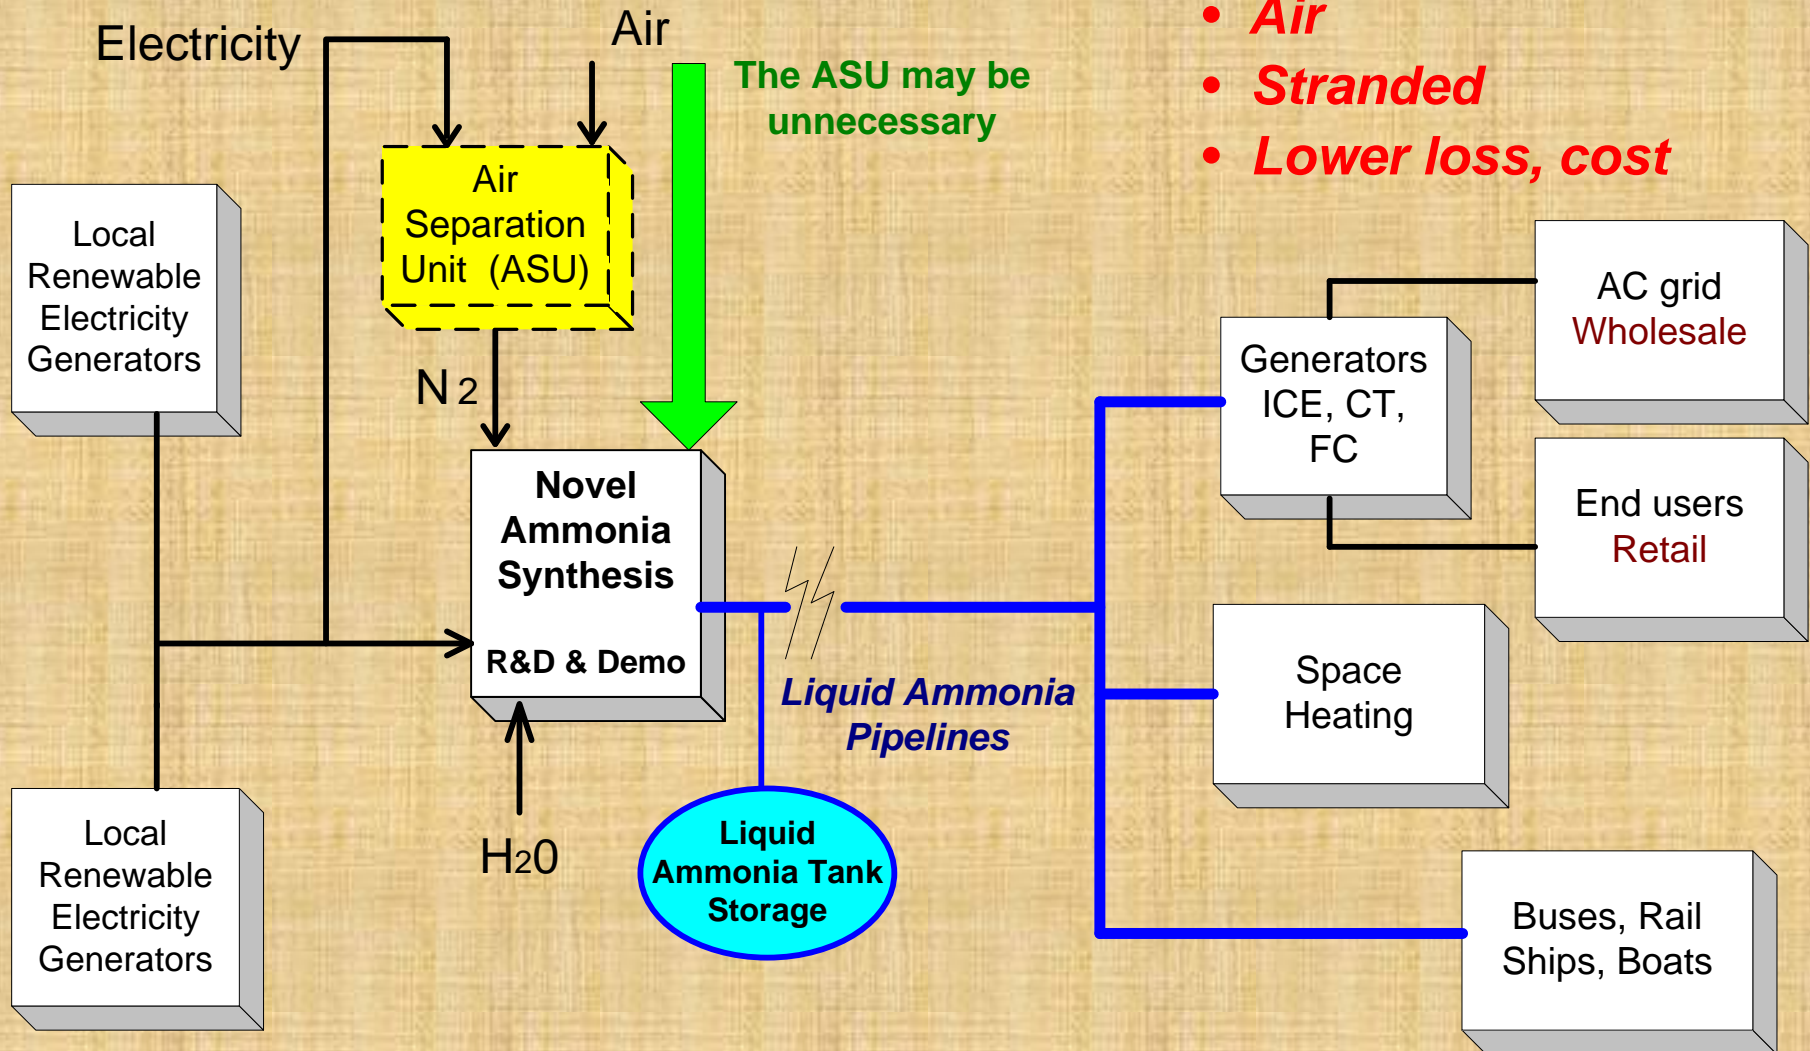 Electricity
Air
The ASU may be
unnecessary
• Air
• Stranded
• Lower loss, cost
Air
Separation
Unit (ASU)
Local
Renewable
Electricity
Generators
N 2
Novel
Ammonia
Synthesis
R&D & Demo
H20
Liquid Ammonia
Pipelines
Liquid
Ammonia Tank
Storage
Local
Renewable
Electricity
Generators
Generators
ICE, CT,
FC
AC grid
Wholesale
End users
Retail
Space
Heating
Buses, Rail
Ships, Boats